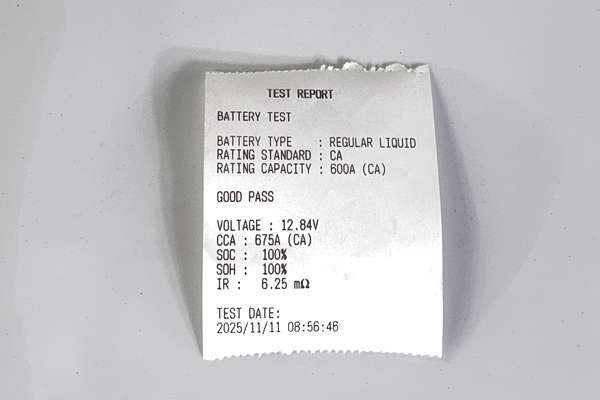 TEST REPORT
BATTERY TEST
BATTERY TYPE : REGULAR LIQUID
RATING STANDARD : CA
RATING CAPACITY : 600A (CA)
GOOD PASS
VOLTAGE : 12.84V
CCA : 675A (CA)
SOC : 100%
SOH : 100%
IR : 6.25 mΩ
TEST DATE:
2025/11/11 08:56:46